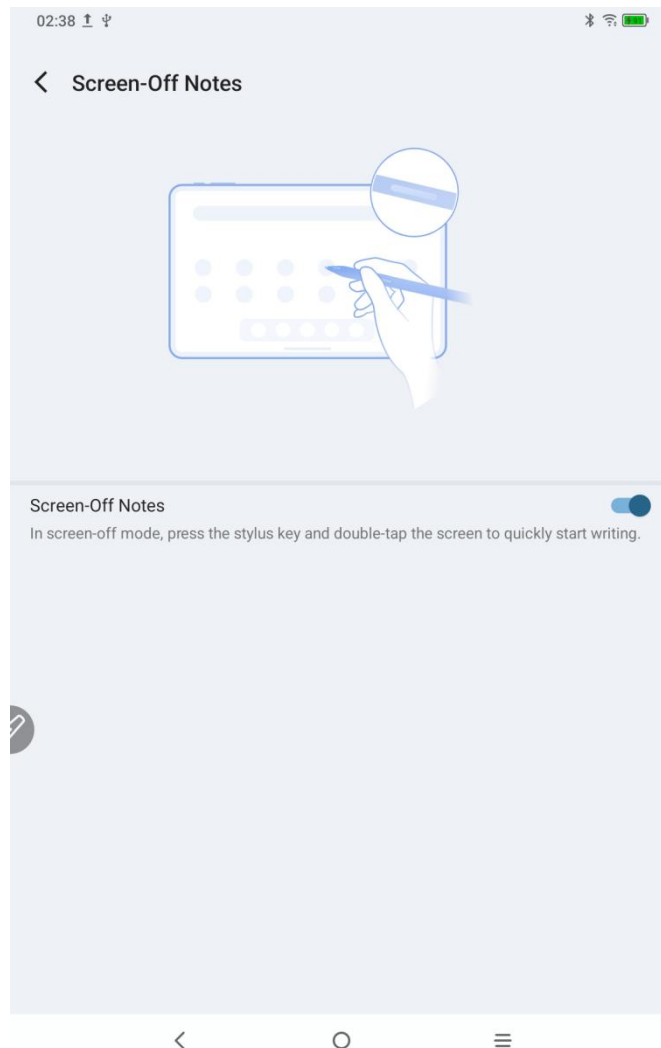 02:38
Screen-Off Notes
Screen-Off Notes
In screen-off mode, press the stylus key and double-tap the screen to quickly start writing.